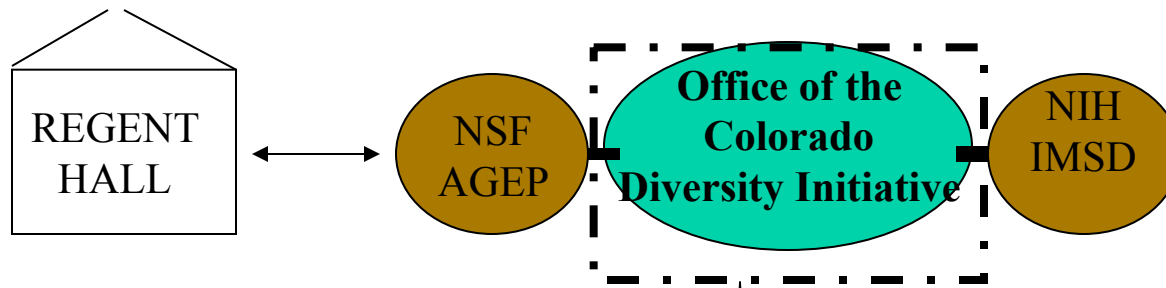 REGENT
HALL
NSF
AGEP
Office of the
Colorado
Diversity Initiative
NIH
IMSD